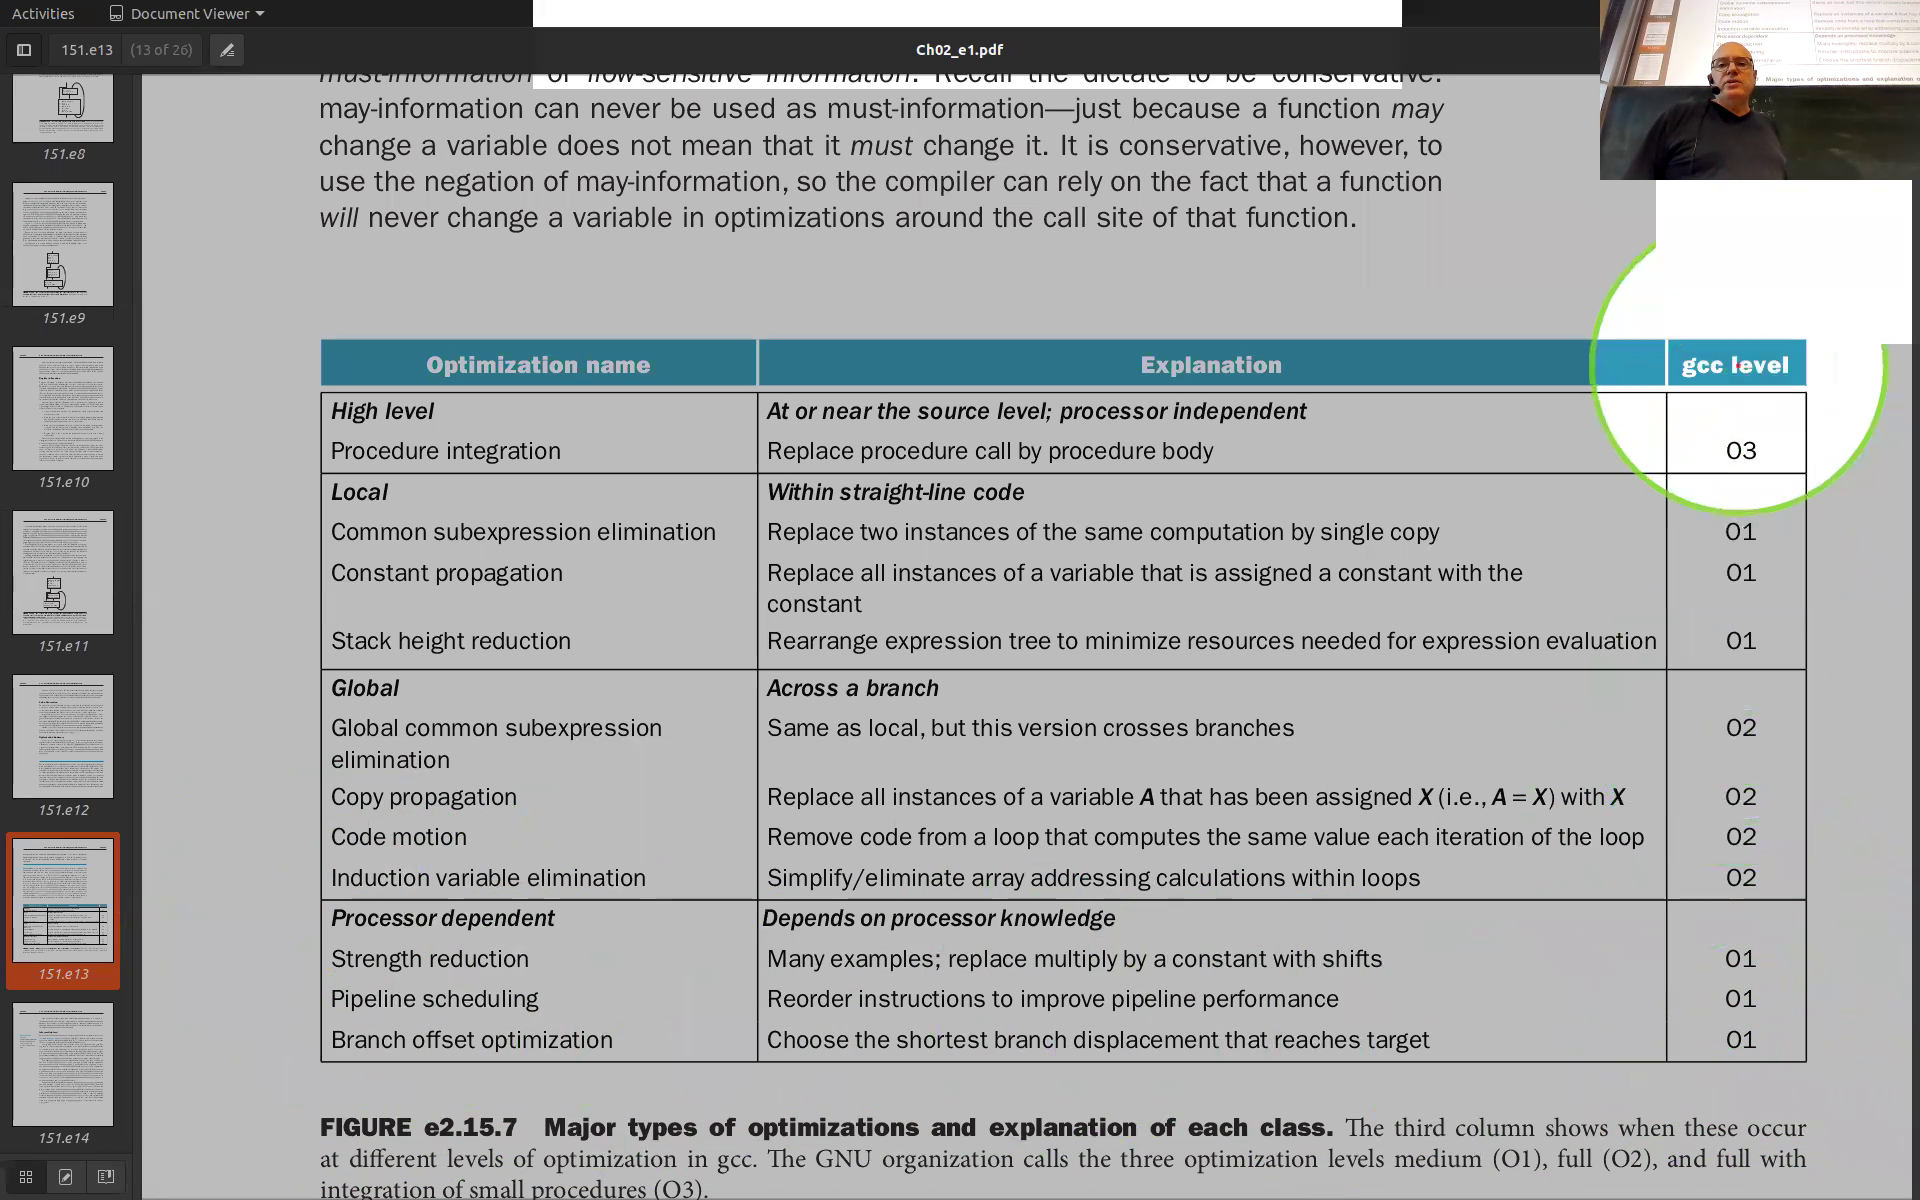 Activities
Document Viewer
151.e13
(13 of 26)
Ch02_e1.pdf
must-information or flow-sensitive information. Recall the dictate to be conservative:
may-information can never be used as must-information—just because a function may
change a variable does not mean that it must change it. It is conservative, however, to
use the negation of may-information, so the compiler can rely on the fact that a function
will never change a variable in optimizations around the call site of that function.
151.e8
151.e9
151.e10
151.e11
151.e12
151.e13
151.e14
Optimization name Explanation gcc level
High level At or near the source level; processor independent
Procedure integration Replace procedure call by procedure body O3
Local Within straight-line code
Common subexpression elimination Replace two instances of the same computation by single copy O1
Constant propagation Replace all instances of a variable that is assigned a constant with the O1
constant
Stack height reduction Rearrange expression tree to minimize resources needed for expression evaluation O1
Global Across a branch
Global common subexpression Same as local, but this version crosses branches O2
elimination
Copy propagation Replace all instances of a variable A that has been assigned X (i.e., A = X) with X O2
Code motion Remove code from a loop that computes the same value each iteration of the loop O2
Induction variable elimination Simplify/eliminate array addressing calculations within loops O2
Processor dependent Depends on processor knowledge
Strength reduction Many examples; replace multiply by a constant with shifts O1
Pipeline scheduling Reorder instructions to improve pipeline performance O1
Branch offset optimization Choose the shortest branch displacement that reaches target O1
FIGURE e2.15.7 Major types of optimizations and explanation of each class. The third column shows when these occur
at different levels of optimization in gcc. The GNU organization calls the three optimization levels medium (O1), full (O2), and full with
integration of small procedures (O3).